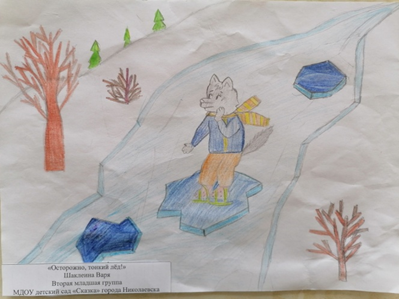 «Осторожно, тонкий лёд!»
Шаклеина Варя
Вторая младшая группа
МДОУ детский сад «Сказка» города Николаевска